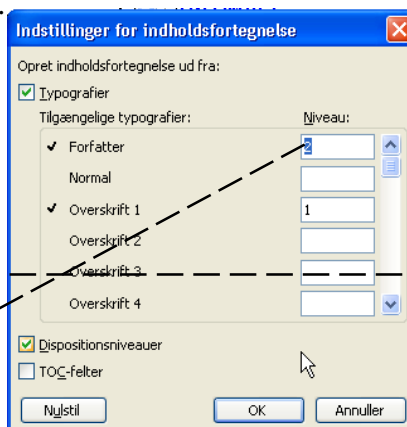 Indstillinger for indholdsfortegnelse
Opret indholdsfortegnelse ud fra:
Typografier
Tilgængelige typografier: Niveau:
Forfatter 2
Normal
Overskrift 1 1
Overskrift 2
Overskrift 3
Overskrift 4
Dispositionsniveauer
TOC-felter
Nulstil OK Annuller